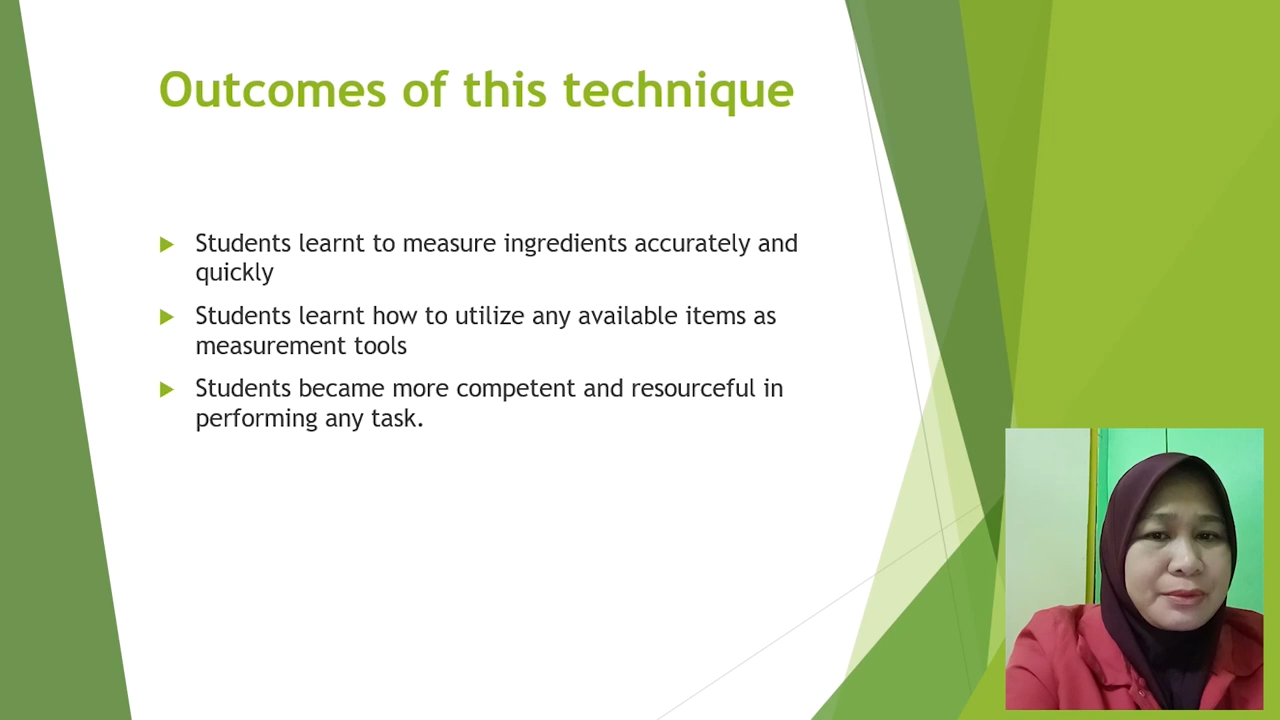 Outcomes of this technique
Students learnt to measure ingredients accurately and
quickly
Students learnt how to utilize any available items as
measurement tools
Students became more competent and resourceful in
performing any task.